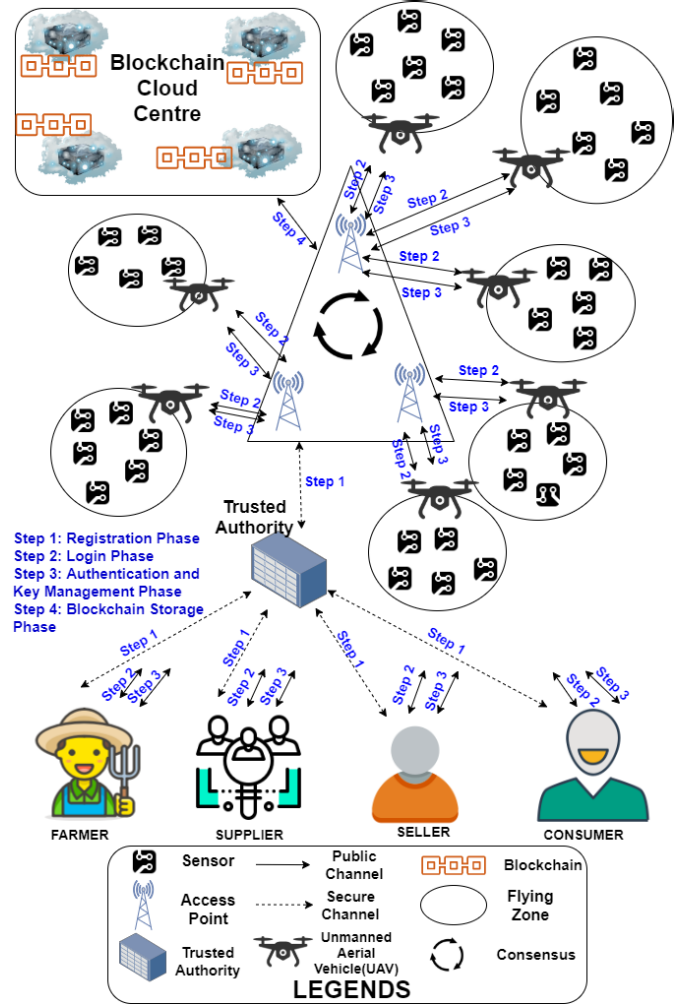 Blockchain
Cloud
Centre
Step 2
Step 3
Step 2
Step 3
Step 4
Step 2
Step 3
Step 2
Step 3
Step 2
Step 3
Step 2
Step 3
Step 3
Step 2
Step 1
Trusted
Authority
Step 1: Registration Phase
Step 2: Login Phase
Step 3: Authentication and
Key Management Phase
Step 4: Blockchain Storage
Phase
Step 1
Step 1
Step 1
Step 1
Step 2
Step 3
Step 2
Step 3
Step 2
Step 3
Step 3
Step 2
FARMER
SUPPLIER
SELLER
CONSUMER
Sensor
Public
Channel
Blockchain
Access
Point
Secure
Channel
Flying
Zone
Trusted
Authority
Unmanned
Aerial
Vehicle(UAV)
Consensus
LEGENDS